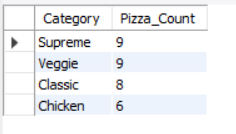 Category Pizza_Count
Supreme 9
Veggie 9
Classic 8
Chicken 6